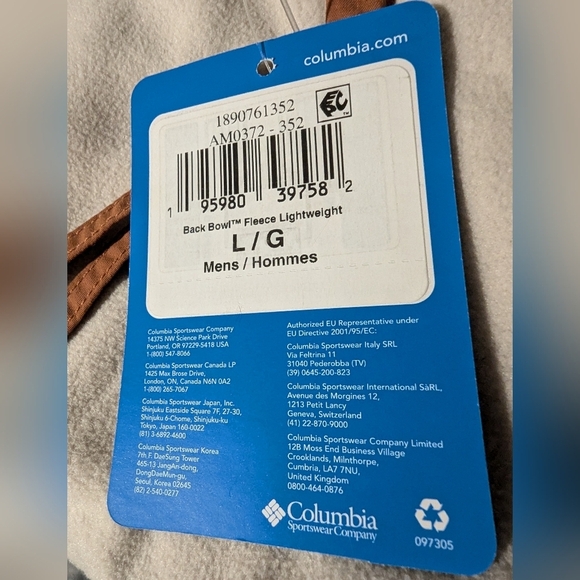 columbia.com
1890761352
AM0372 - 352
EPC™
1 95980 39758 2
Back Bowl™ Fleece Lightweight
L / G
Mens / Hommes
Columbia Sportswear Company
14375 NW Science Park Drive
Portland, OR 97229-5418 USA
1-(800) 547-8066
Columbia Sportswear Canada LP
1425 Max Brose Drive,
London, ON, Canada N6N 0A2
1-(800) 265-7067
Columbia Sportswear Japan, Inc.
Shinjuku Eastside Square 7F, 27-30,
Shinjuku 6-Chome, Shinjuku-ku
Tokyo, Japan 160-0022
(81) 3-6892-4600
Columbia Sportswear Korea
7th F. DaeSung Tower
465-13 JangAn-dong,
DongDaeMun-gu,
Seoul, Korea 02645
(82) 2-540-0277
Authorized EU Representative under
EU Directive 2001/95/EC:
Columbia Sportswear Italy SRL
Via Feltrina 11
31040 Pederobba (TV)
(39) 0645-200-823
Columbia Sportswear International SàRL,
Avenue des Morgines 12,
1213 Petit Lancy
Geneva, Switzerland
(41) 22-870-9000
Columbia Sportswear Company Limited
12B Moss End Business Village
Crooklands, Milnthorpe,
Cumbria, LA7 7NU,
United Kingdom
0800-464-0876
Columbia
Sportswear Company
097305